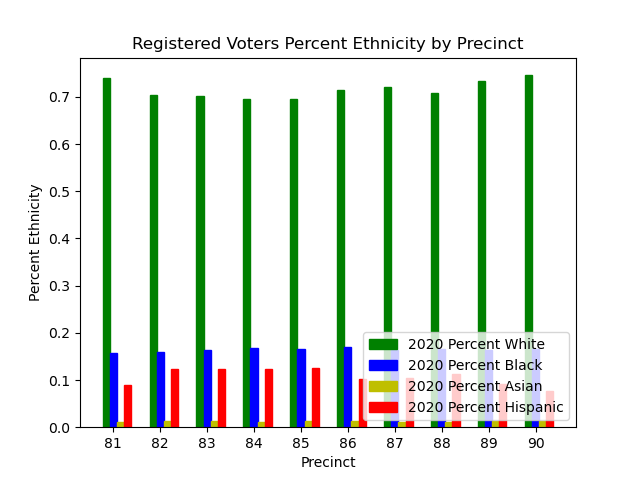 Registered Voters Percent Ethnicity by Precinct
Percent Ethnicity
0.7
0.6
0.5
0.4
0.3
0.2
0.1
0.0
2020 Percent White
2020 Percent Black
2020 Percent Asian
2020 Percent Hispanic
81 82 83 84 85 86 87 88 89 90
Precinct